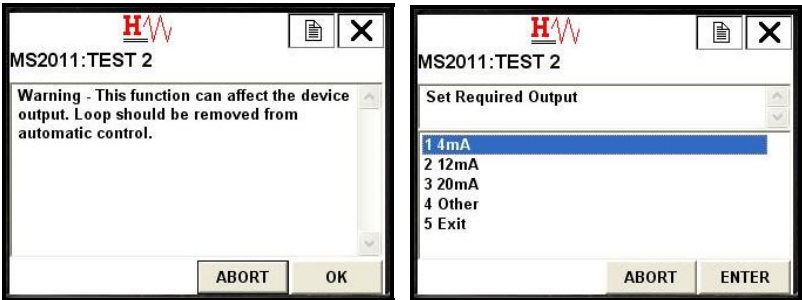 H
MS2011:TEST 2
Warning - This function can affect the device
output. Loop should be removed from
automatic control.
ABORT OK
H
MS2011:TEST 2
Set Required Output
1 4mA
2 12mA
3 20mA
4 Other
5 Exit
ABORT ENTER